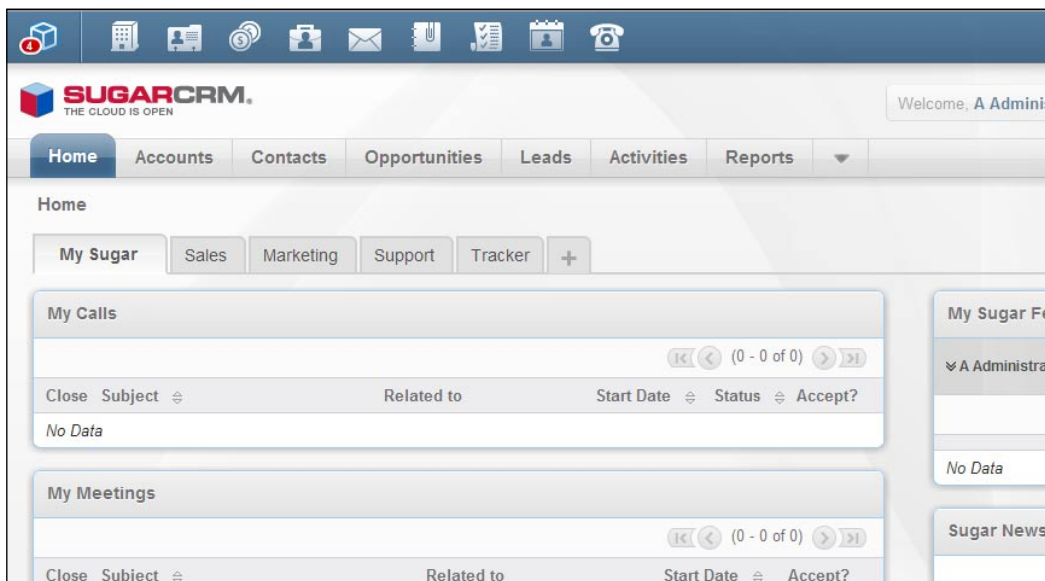 4
SUGARCRM.
THE CLOUD IS OPEN
Welcome, A Adminis
Home Accounts Contacts Opportunities Leads Activities Reports
Home
My Sugar Sales Marketing Support Tracker +
My Calls
(0 - 0 of 0)
Close Subject Related to Start Date Status Accept?
No Data
My Meetings
(0 - 0 of 0)
Close Subject Related to Start Date Accept?
My Sugar Fe
A Administra
No Data
Sugar News